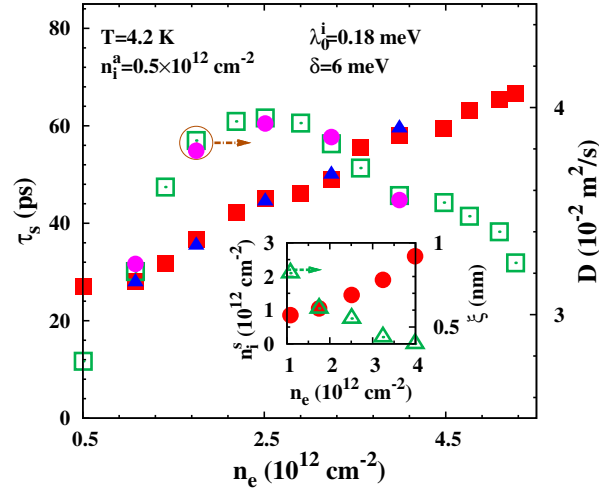 T=4.2 K
n_i^a=0.5×10^12 cm^-2
λ_0^i=0.18 meV
δ=6 meV
80
60
40
20
0
τ_s (ps)
4
3
D (10^-2 m^2/s)
3
2
1
0
n_i^s (10^12 cm^-2)
1
0.5
ξ (nm)
1 2 3 4
n_e (10^12 cm^-2)
0.5 2.5 4.5
n_e (10^12 cm^-2)